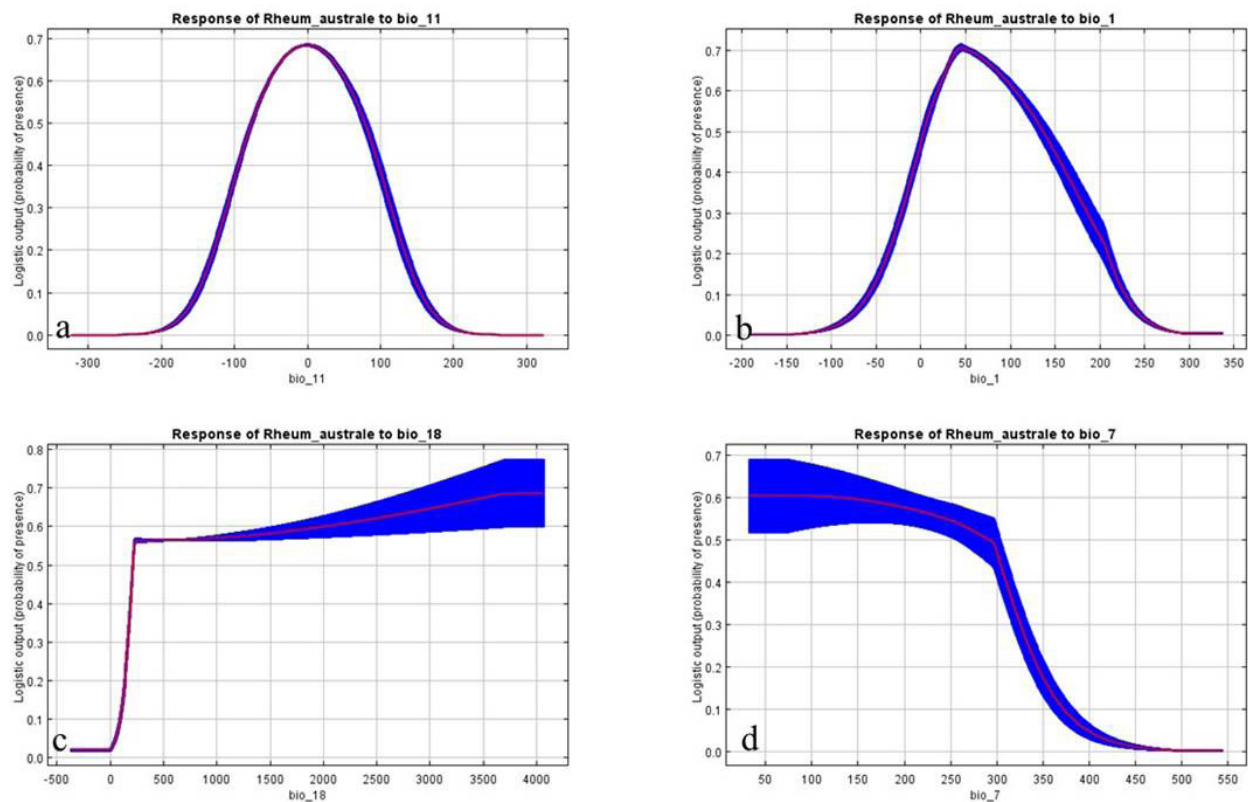 Response of Rheum_australe to bio_11
Logistic output (probability of presence)
0.7
0.6
0.5
0.4
0.3
0.2
0.1
0.0
a
-300 -200 -100 0 100 200 300
bio_11
Response of Rheum_australe to bio_1
Logistic output (probability of presence)
0.7
0.6
0.5
0.4
0.3
0.2
0.1
0.0
b
-200 -150 -100 -50 0 50 100 150 200 250 300 350
bio_1
Response of Rheum_australe to bio_18
Logistic output (probability of presence)
0.8
0.7
0.6
0.5
0.4
0.3
0.2
0.1
0.0
c
-500 0 500 1000 1500 2000 2500 3000 3500 4000
bio_18
Response of Rheum_australe to bio_7
Logistic output (probability of presence)
0.7
0.6
0.5
0.4
0.3
0.2
0.1
0.0
d
50 100 150 200 250 300 350 400 450 500 550
bio_7